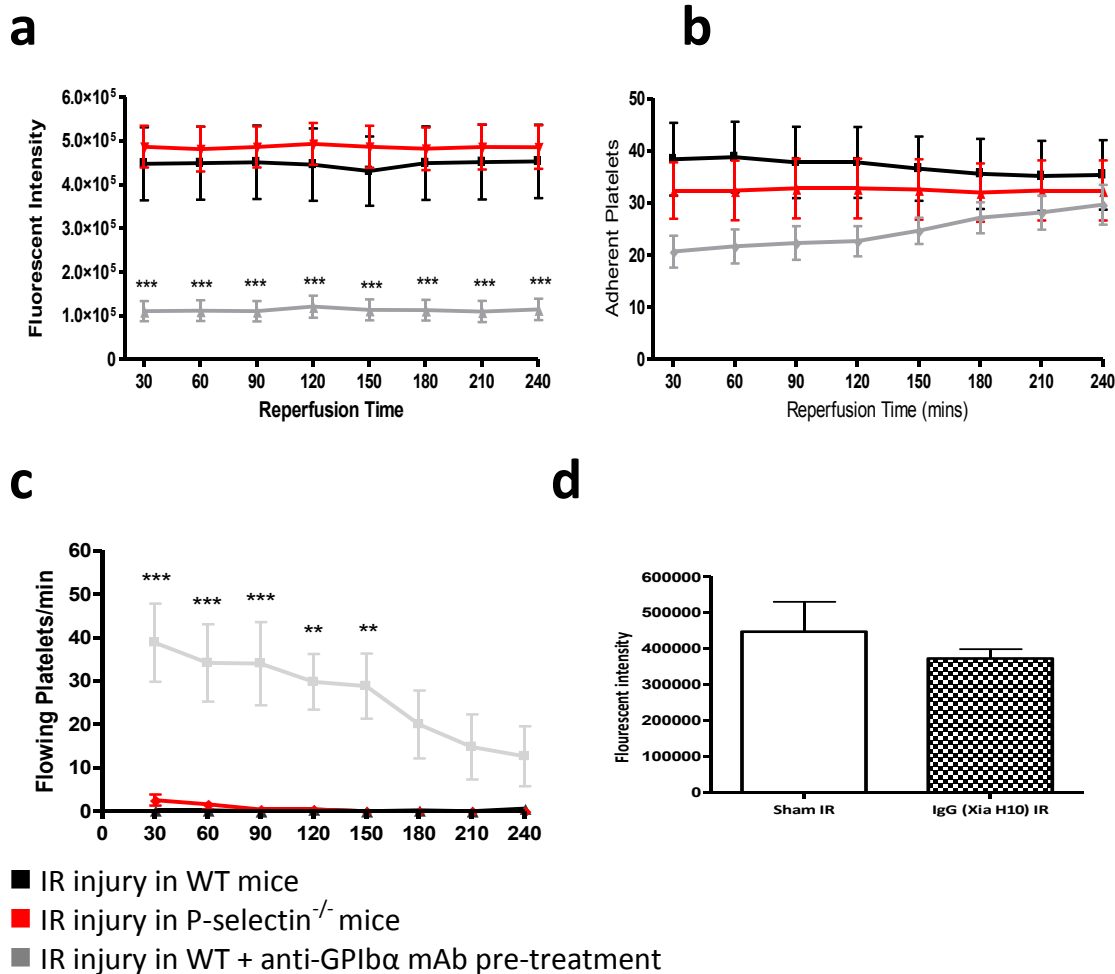 a
b
Fluorescent Intensity
6.0×10⁵
5.0×10⁵
4.0×10⁵
3.0×10⁵
2.0×10⁵
1.0×10⁵
0
*** *** *** *** *** *** *** ***
30 60 90 120 150 180 210 240
Reperfusion Time
Adherent Platelets
50
40
30
20
10
0
30 60 90 120 150 180 210 240
Reperfusion Time (mins)
c
d
Flowing Platelets/min
60
50
40
30
20
10
0
*** *** *** ** **
0 30 60 90 120 150 180 210 240
Flourescent intensity
600000
500000
400000
300000
200000
100000
0
Sham IR IgG (Xia H10) IR
IR injury in WT mice
IR injury in P-selectin⁻/⁻ mice
IR injury in WT + anti-GPIbα mAb pre-treatment